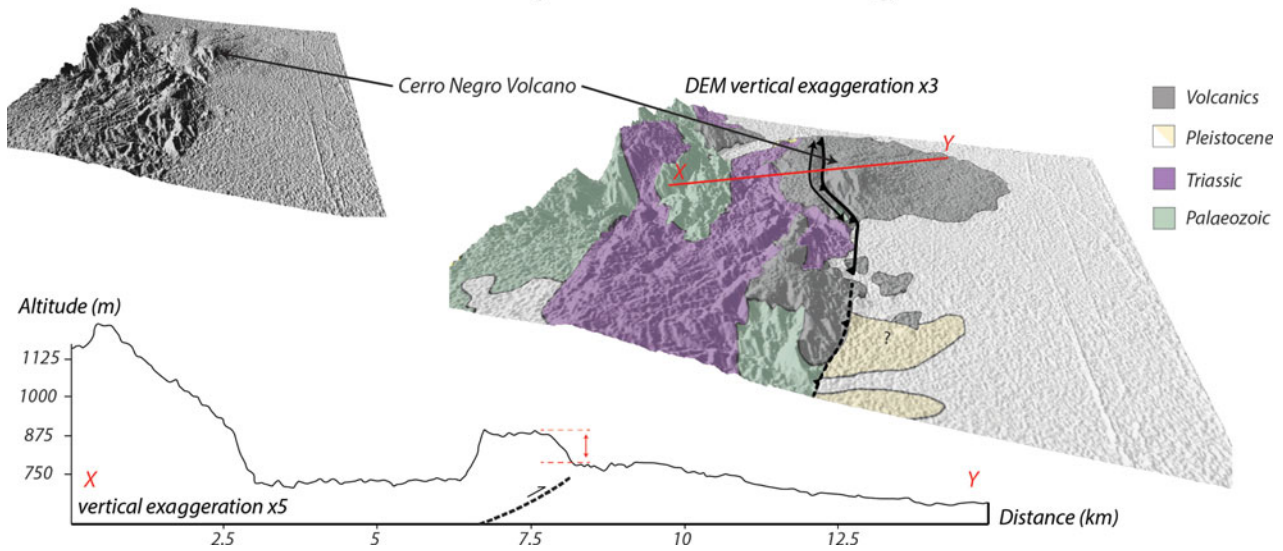 Cerro Negro Volcano
DEM vertical exaggeration x3
Volcanics
Pleistocene
Triassic
Palaeozoic
X
Y
?
Altitude (m)
1125
1000
875
750
X
Y
vertical exaggeration x5
Distance (km)
2.5
5
7.5
10
12.5